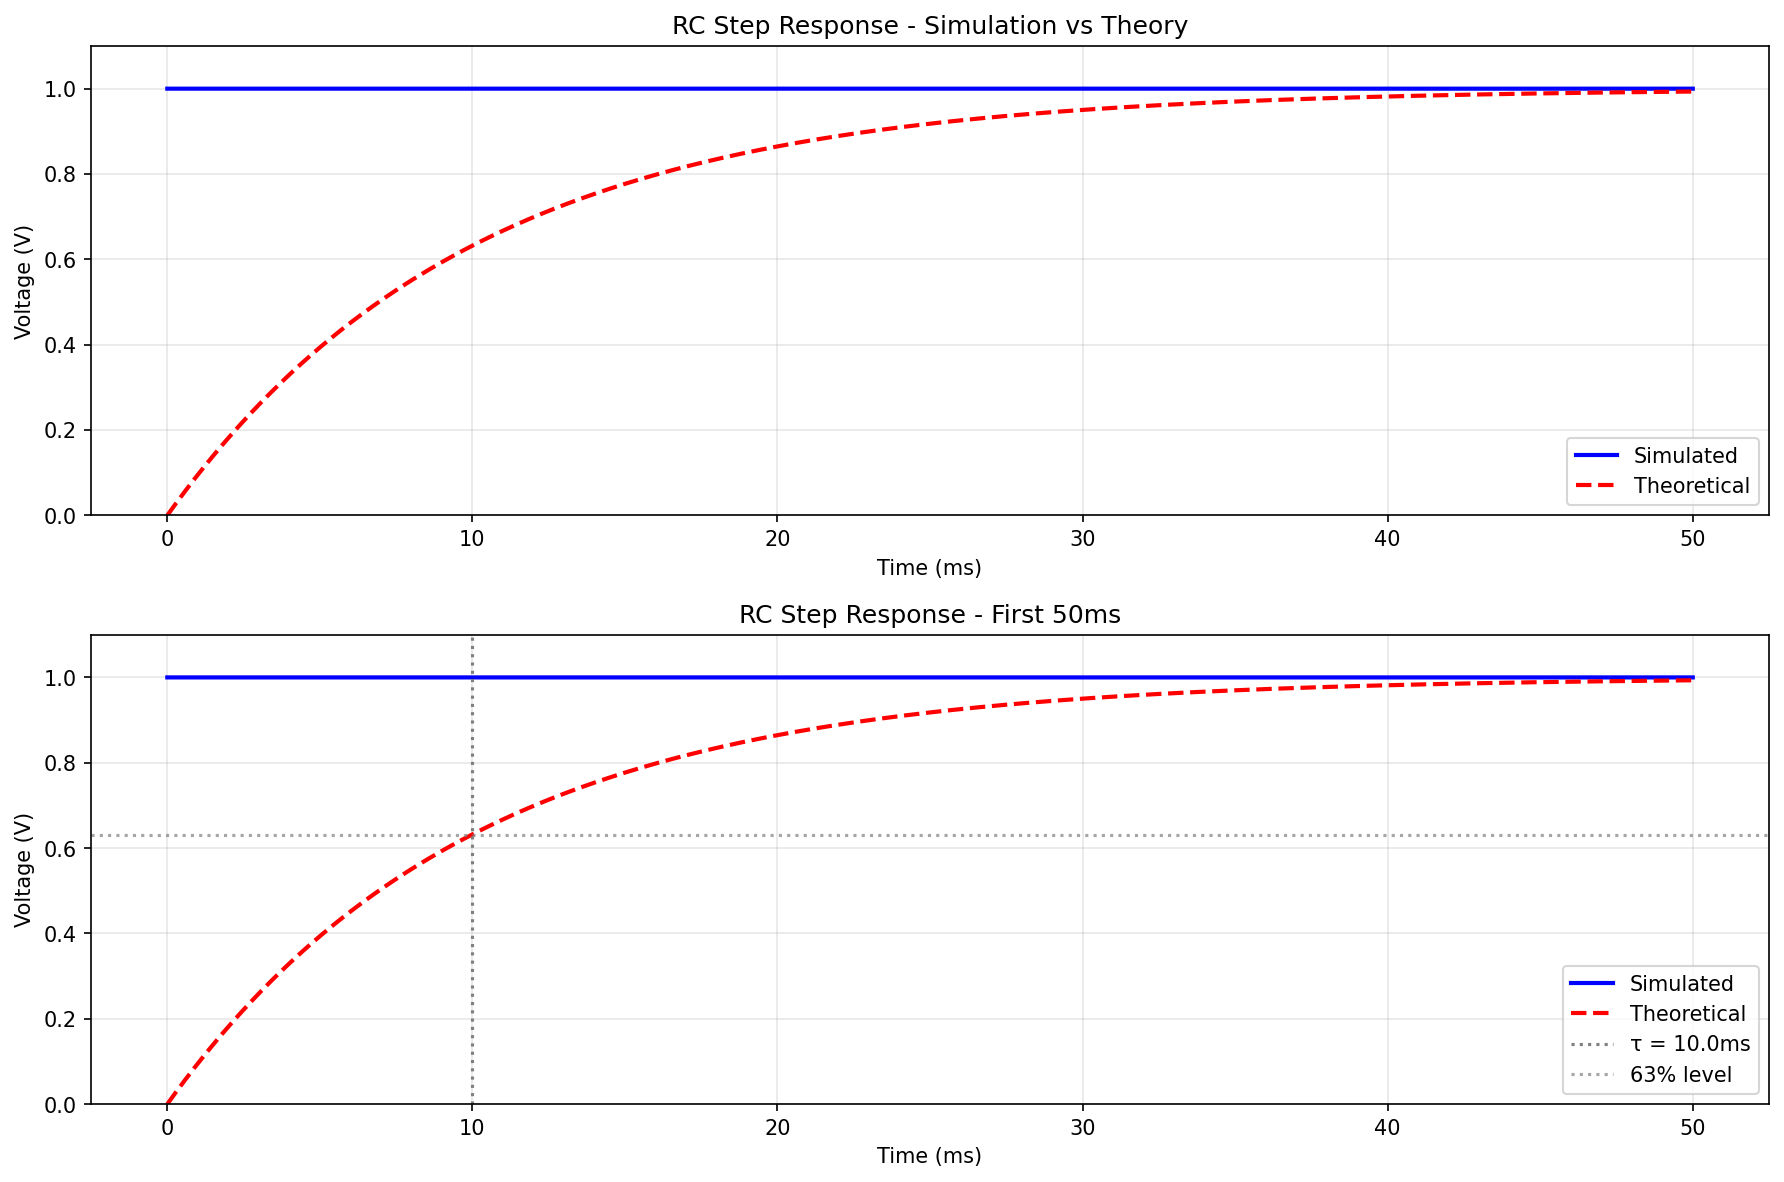 RC Step Response - Simulation vs Theory
Voltage (V)
1.0
0.8
0.6
0.4
0.2
0.0
Simulated
Theoretical
0 10 20 30 40 50
Time (ms)
RC Step Response - First 50ms
Voltage (V)
1.0
0.8
0.6
0.4
0.2
0.0
Simulated
Theoretical
τ = 10.0ms
63% level
0 10 20 30 40 50
Time (ms)